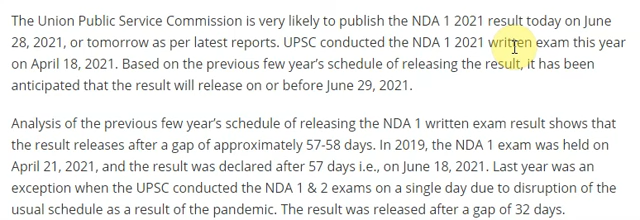 The Union Public Service Commission is very likely to publish the NDA 1 2021 result today on June
28, 2021, or tomorrow as per latest reports. UPSC conducted the NDA 1 2021 written exam this year
on April 18, 2021. Based on the previous few year's schedule of releasing the result, it has been
anticipated that the result will release on or before June 29, 2021.
Analysis of the previous few year's schedule of releasing the NDA 1 written exam result shows that
the result releases after a gap of approximately 57-58 days. In 2019, the NDA 1 exam was held on
April 21, 2021, and the result was declared after 57 days i.e., on June 18, 2021. Last year was an
exception when the UPSC conducted the NDA 1 & 2 exams on a single day due to disruption of the
usual schedule as a result of the pandemic. The result was released after a gap of 32 days.